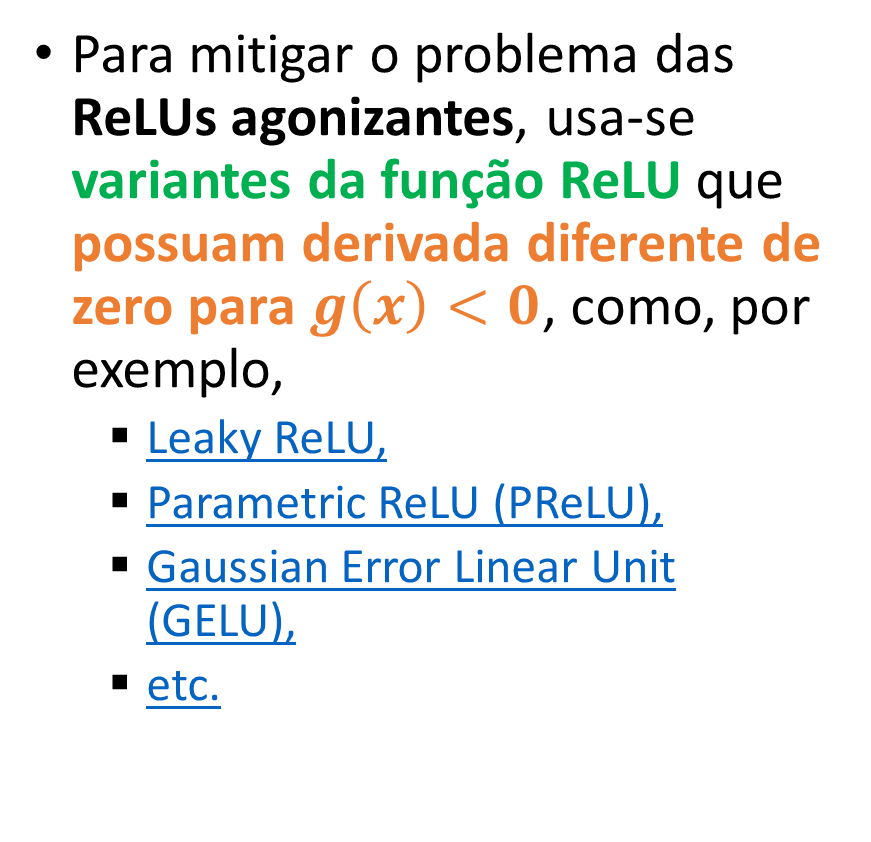 • Para mitigar o problema das
ReLUs agonizantes, usa-se
variantes da função ReLU que
possuam derivada diferente de
zero para g(x) < 0, como, por
exemplo,
▪ Leaky ReLU,
▪ Parametric ReLU (PReLU),
▪ Gaussian Error Linear Unit
(GELU),
▪ etc.